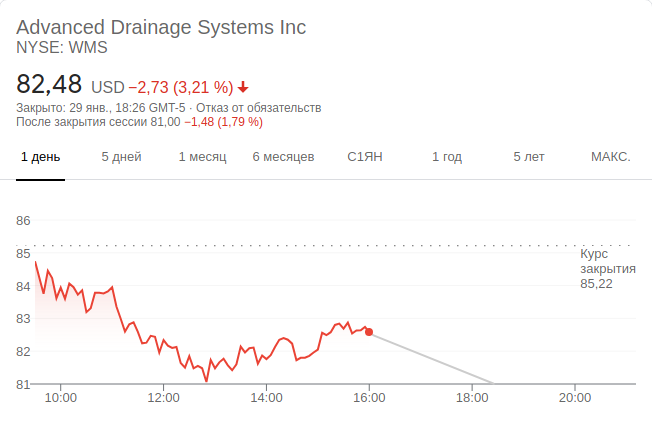 Advanced Drainage Systems Inc
NYSE: WMS
82,48 USD −2,73 (3,21 %)
Закрыто: 29 янв., 18:26 GMT-5 · Отказ от обязательств
После закрытия сессии 81,00 −1,48 (1,79 %)
1 день 5 дней 1 месяц 6 месяцев С1ЯН 1 год 5 лет МАКС.
86
85
84
83
82
81
Курс
закрытия
85,22
10:00 12:00 14:00 16:00 18:00 20:00